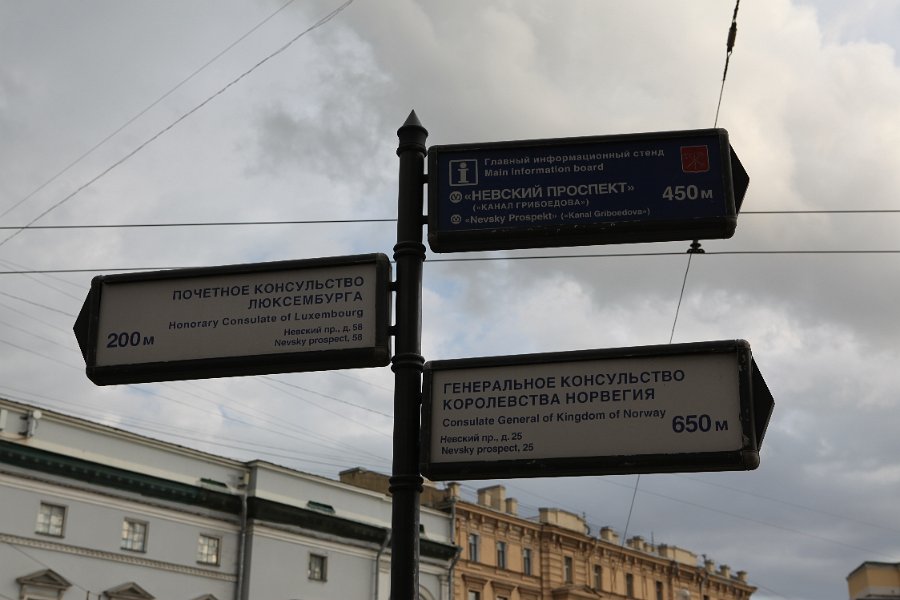 Главный информационный стенд
Main information board
«НЕВСКИЙ ПРОСПЕКТ»
(«КАНАЛ ГРИБОЕДОВА»)
«Nevsky Prospekt» («Kanal Griboedova»)
450 м
ПОЧЕТНОЕ КОНСУЛЬСТВО
ЛЮКСЕМБУРГА
Honorary Consulate of Luxembourg
Невский пр., д. 58
Nevsky prospect, 58
200 м
ГЕНЕРАЛЬНОЕ КОНСУЛЬСТВО
КОРОЛЕВСТВА НОРВЕГИЯ
Consulate General of Kingdom of Norway
Невский пр., д. 25
Nevsky prospect, 25
650 м